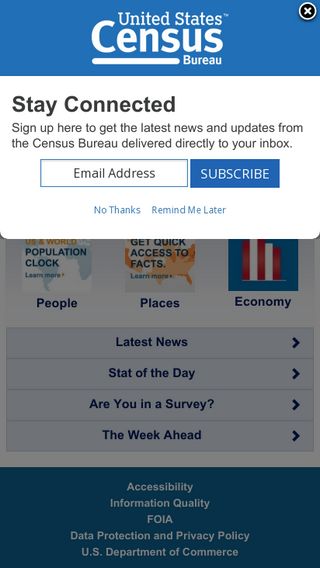 United States™
Census
Bureau
Stay Connected
Sign up here to get the latest news and updates from
the Census Bureau delivered directly to your inbox.
Email Address
SUBSCRIBE
No Thanks
Remind Me Later
US & WORLD
POPULATION
CLOCK
Learn more
GET QUICK
ACCESS TO
FACTS.
Learn more
People
Places
Economy
Latest News
Stat of the Day
Are You in a Survey?
The Week Ahead
Accessibility
Information Quality
FOIA
Data Protection and Privacy Policy
U.S. Department of Commerce